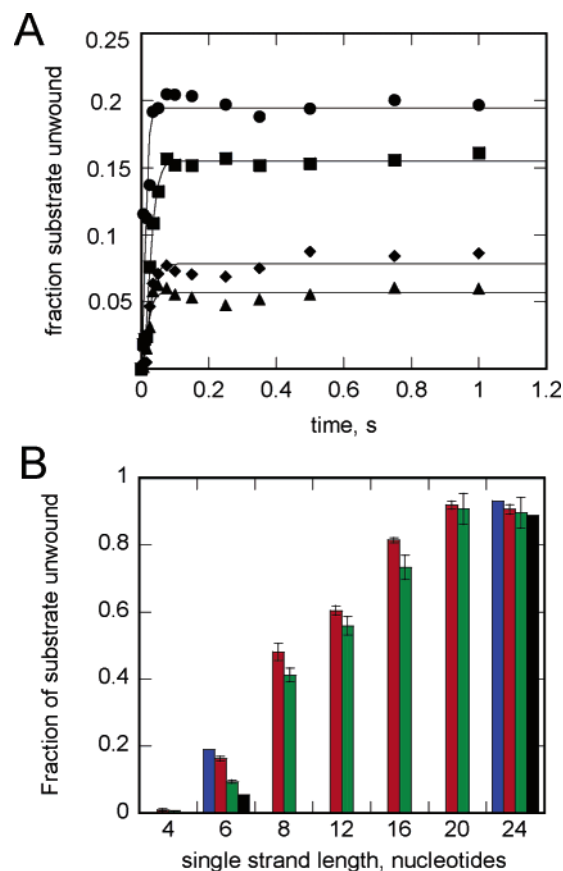 A
fraction substrate unwound
0.25
0.2
0.15
0.1
0.05
0 0.2 0.4 0.6 0.8 1 1.2
time, s
B
Fraction of substrate unwound
1
0.8
0.6
0.4
0.2
0
4 6 8 12 16 20 24
single strand length, nucleotides